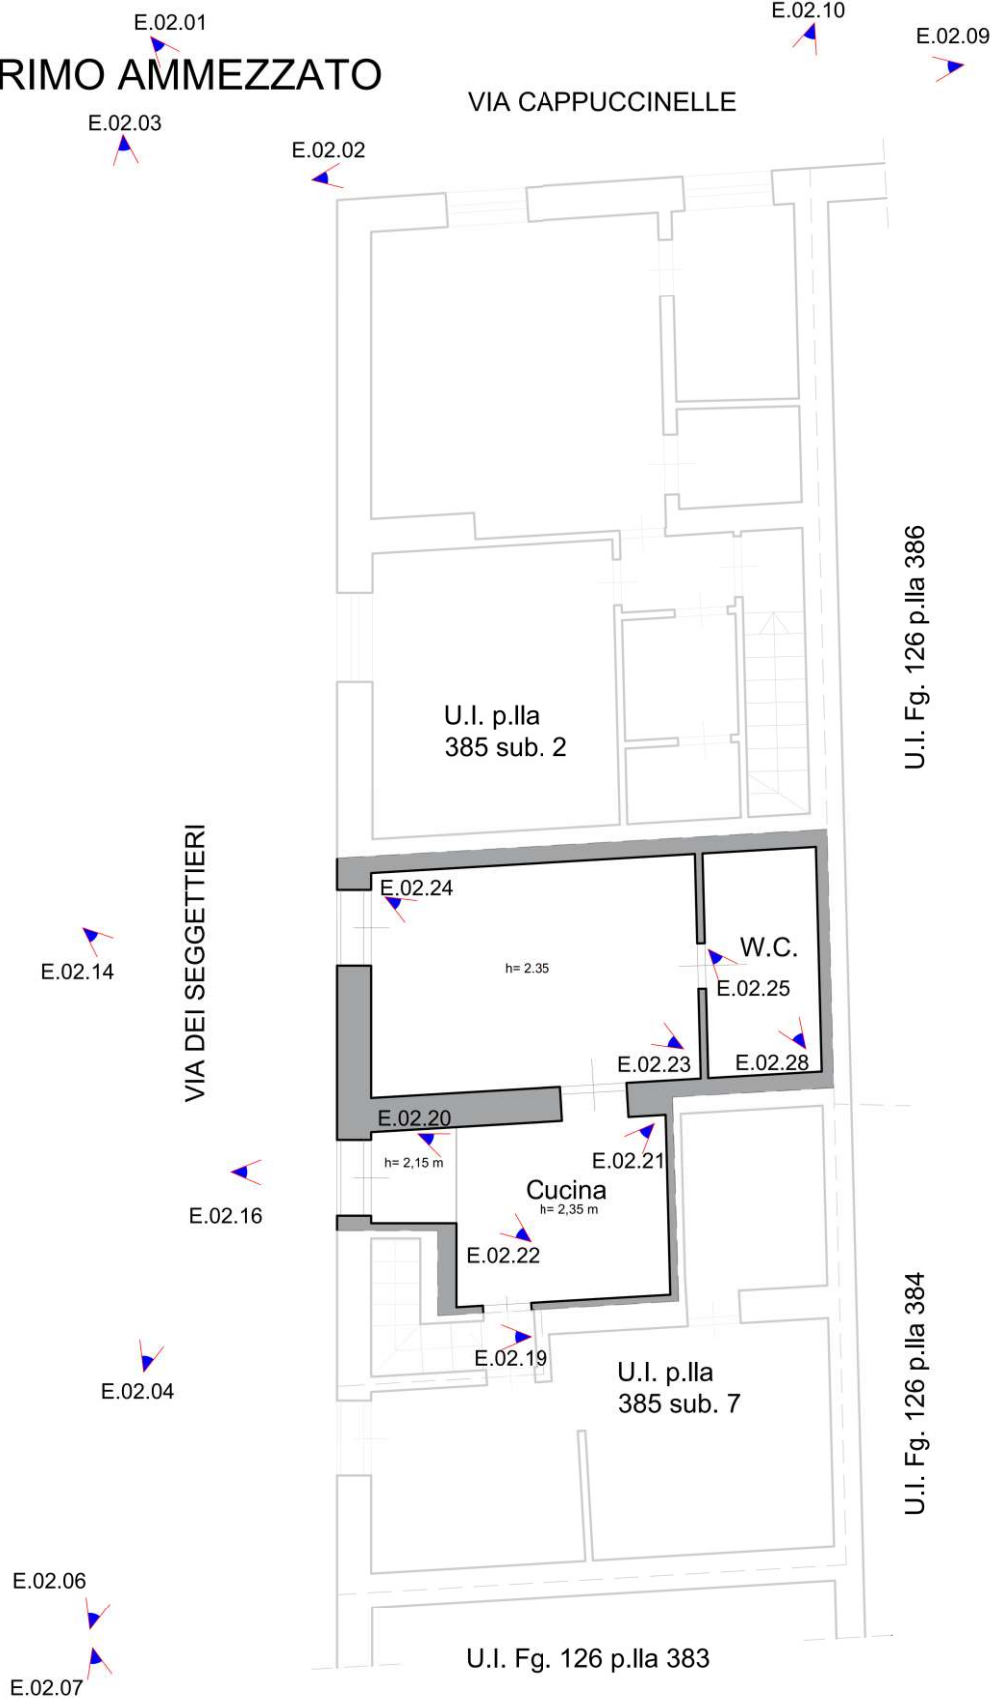 E.02.01
E.02.10
E.02.09
RIMO AMMEZZATO
VIA CAPPUCCINELLE
E.02.03
E.02.02
U.I. Fg. 126 p.lla 386
U.I. p.lla
385 sub. 2
VIA DEI SEGGETTIERI
E.02.24
E.02.14
W.C.
h= 2.35
E.02.25
E.02.23
E.02.28
E.02.20
h= 2,15 m
E.02.21
Cucina
h= 2,35 m
E.02.16
E.02.22
E.02.19
E.02.04
U.I. p.lla
385 sub. 7
U.I. Fg. 126 p.lla 384
E.02.06
E.02.07
U.I. Fg. 126 p.lla 383